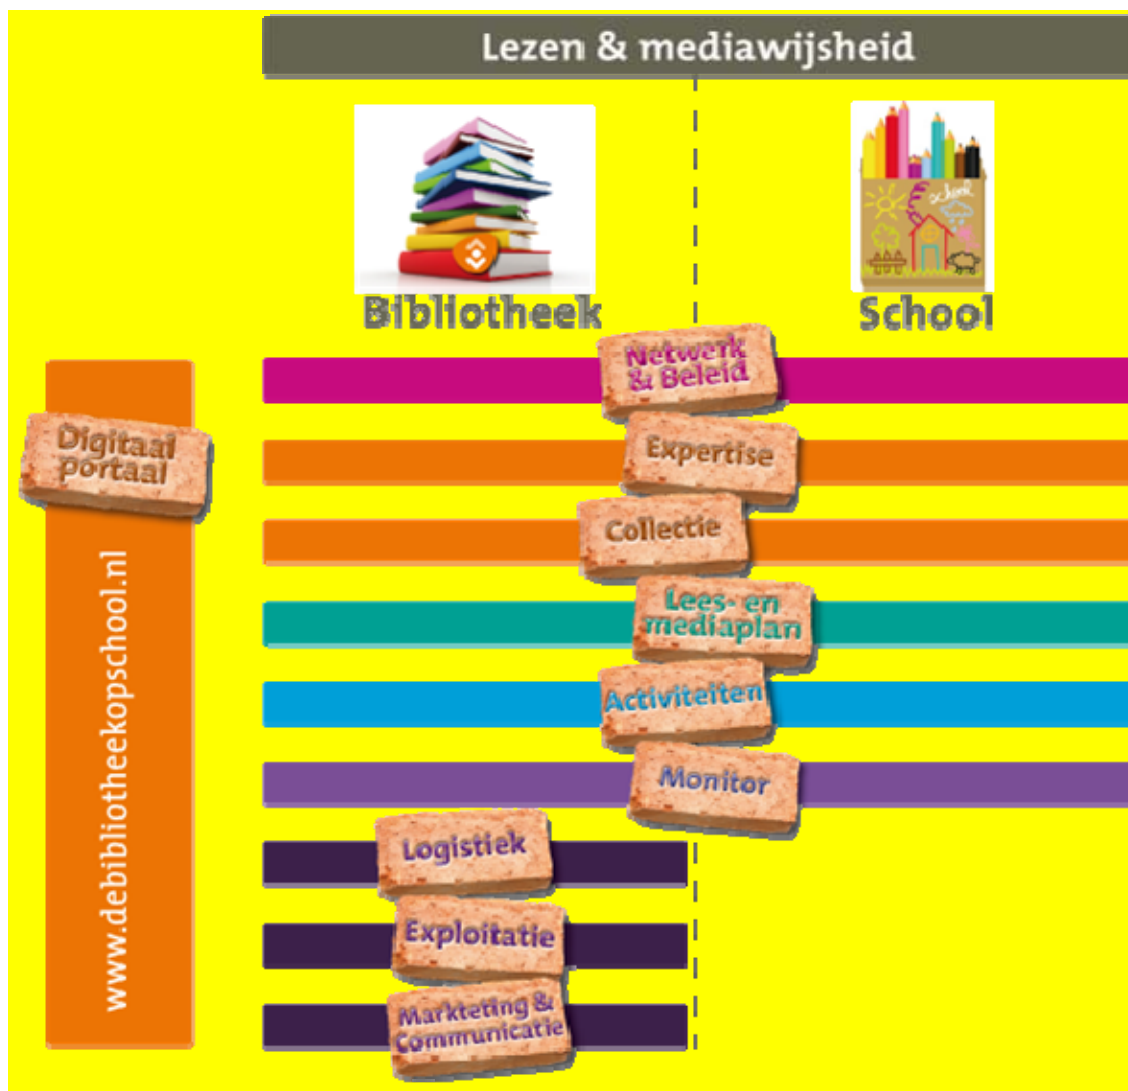 Lezen & mediawijsheid
school
Bibliotheek
School
Netwerk
& Beleid
Digitaal
portaal
www.debibliotheekopschool.nl
Expertise
Collectie
Lees- en
mediaplan
Activiteiten
Monitor
Logistiek
Exploitatie
Markteting &
Communicatie